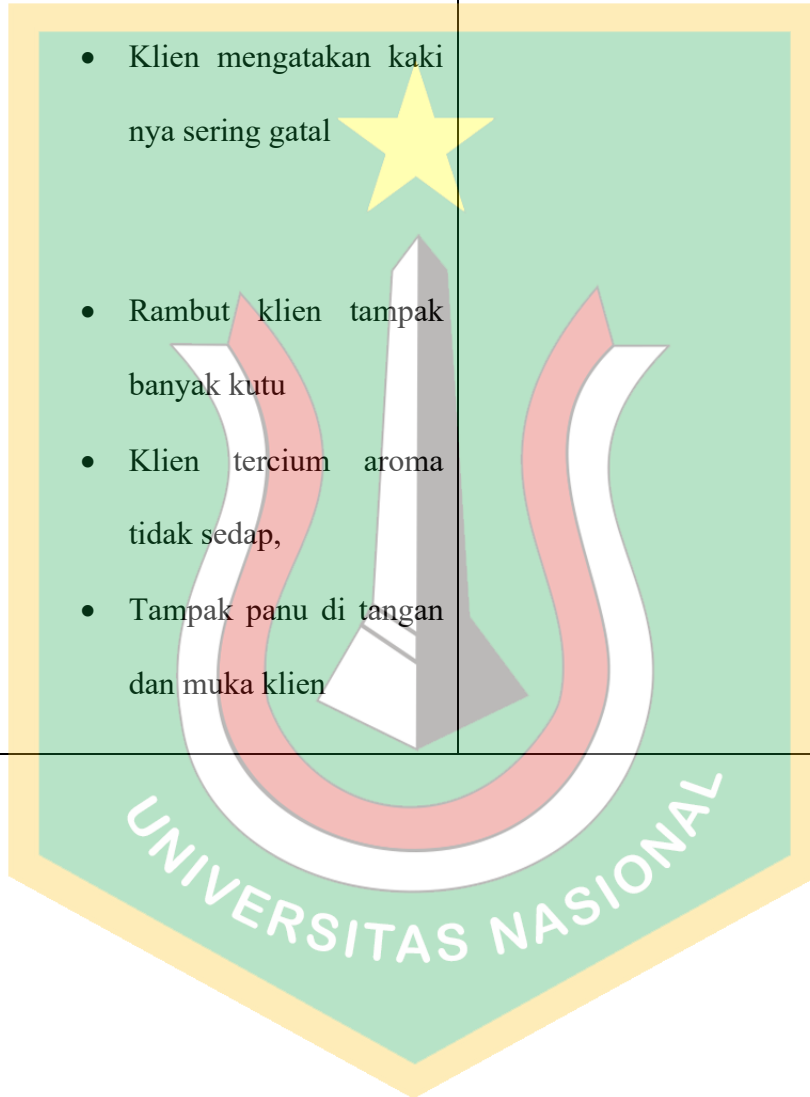 • Klien mengatakan kaki
nya sering gatal
• Rambut klien tampak
banyak kutu
• Klien tercium aroma
tidak sedap,
• Tampak panu di tangan
dan muka klien
UNIVERSITAS NASIONAL